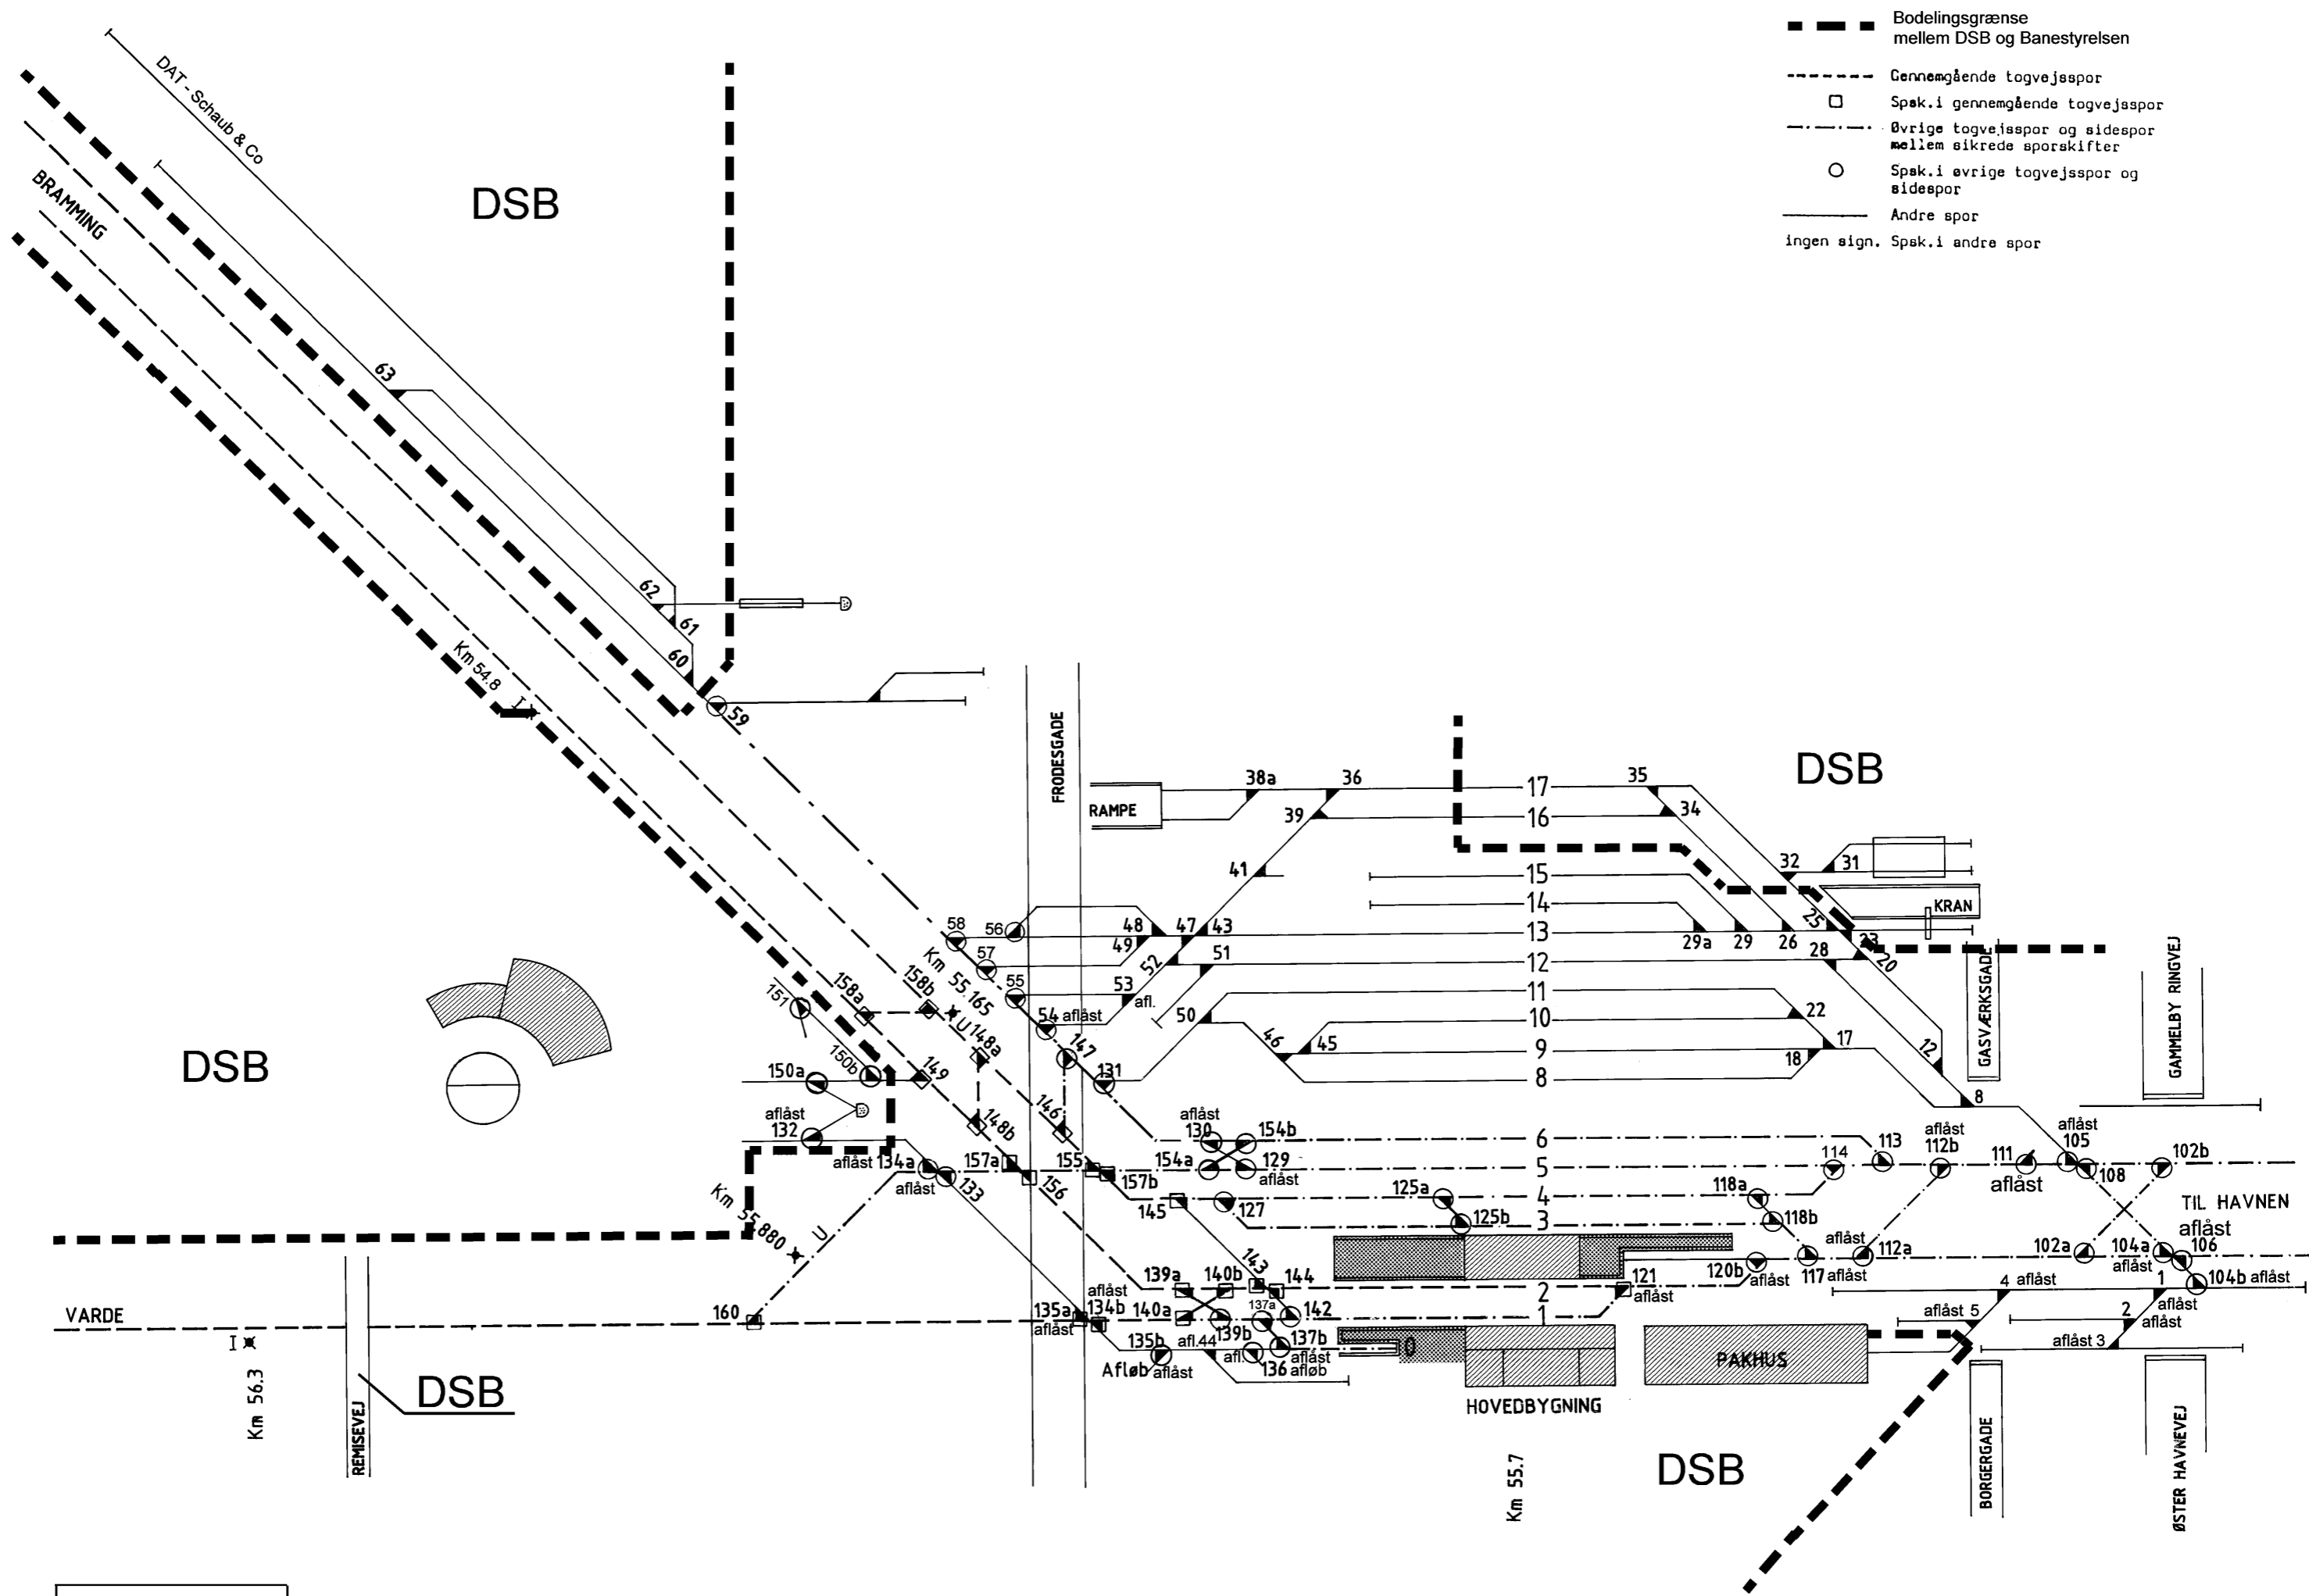 Bodelingsgrænse
mellem DSB og Banestyrelsen
Gennemgående togvejsspor
Spsk.i gennemgående togvejsspor
Øvrige togvejsspor og sidespor
mellem sikrede sporskifter
Spsk.i øvrige togvejsspor og
sidespor
Andre spor
ingen sign. Spsk.i andre spor
DAT - Schaub & Co
BRAMMING
DSB
63
62
61
60
59
Km 54.8
I
FRODESGADE
RAMPE
38a
36
17
35
DSB
39
16
34
41
15
32
31
14
KRAN
58
56
48
47
43
13
29a
29
26
25
23
49
57
52
51
12
28
20
GASVÆRKSGADE
GAMMELBY RINGVEJ
Km 55.165
158a
158b
U
151
55
53
afl.
11
54 aflåst
50
10
22
148a
147
46
45
9
18
17
12
DSB
150a
150b
149
131
8
8
aflåst
132
146
148b
aflåst
130
154b
6
113
aflåst
112b
aflåst
105
aflåst 134a
aflåst
133
157a
156
155
157b
154a
129
aflåst
5
114
111
aflåst
108
102b
145
127
125a
4
118a
TIL HAVNEN
aflåst
Km 55.880
U
125b
3
118b
aflåst
112a
102a
104a
aflåst
106
143
139a
aflåst
140b
144
2
121
aflåst
120b
aflåst
117
aflåst
4 aflåst
1
aflåst
104b aflåst
VARDE
160
135a
aflåst
134b
140a
137a
142
1
aflåst 5
2
aflåst
I
135b
afl.44
139b
137b
0
aflåst 3
Afløb
aflåst
afl.
136
aflåst
afløb
PAKHUS
Km 56.3
REMISEVEJ
DSB
HOVEDBYGNING
Km 55.7
DSB
BORGERGADE
ØSTER HAVNEVEJ